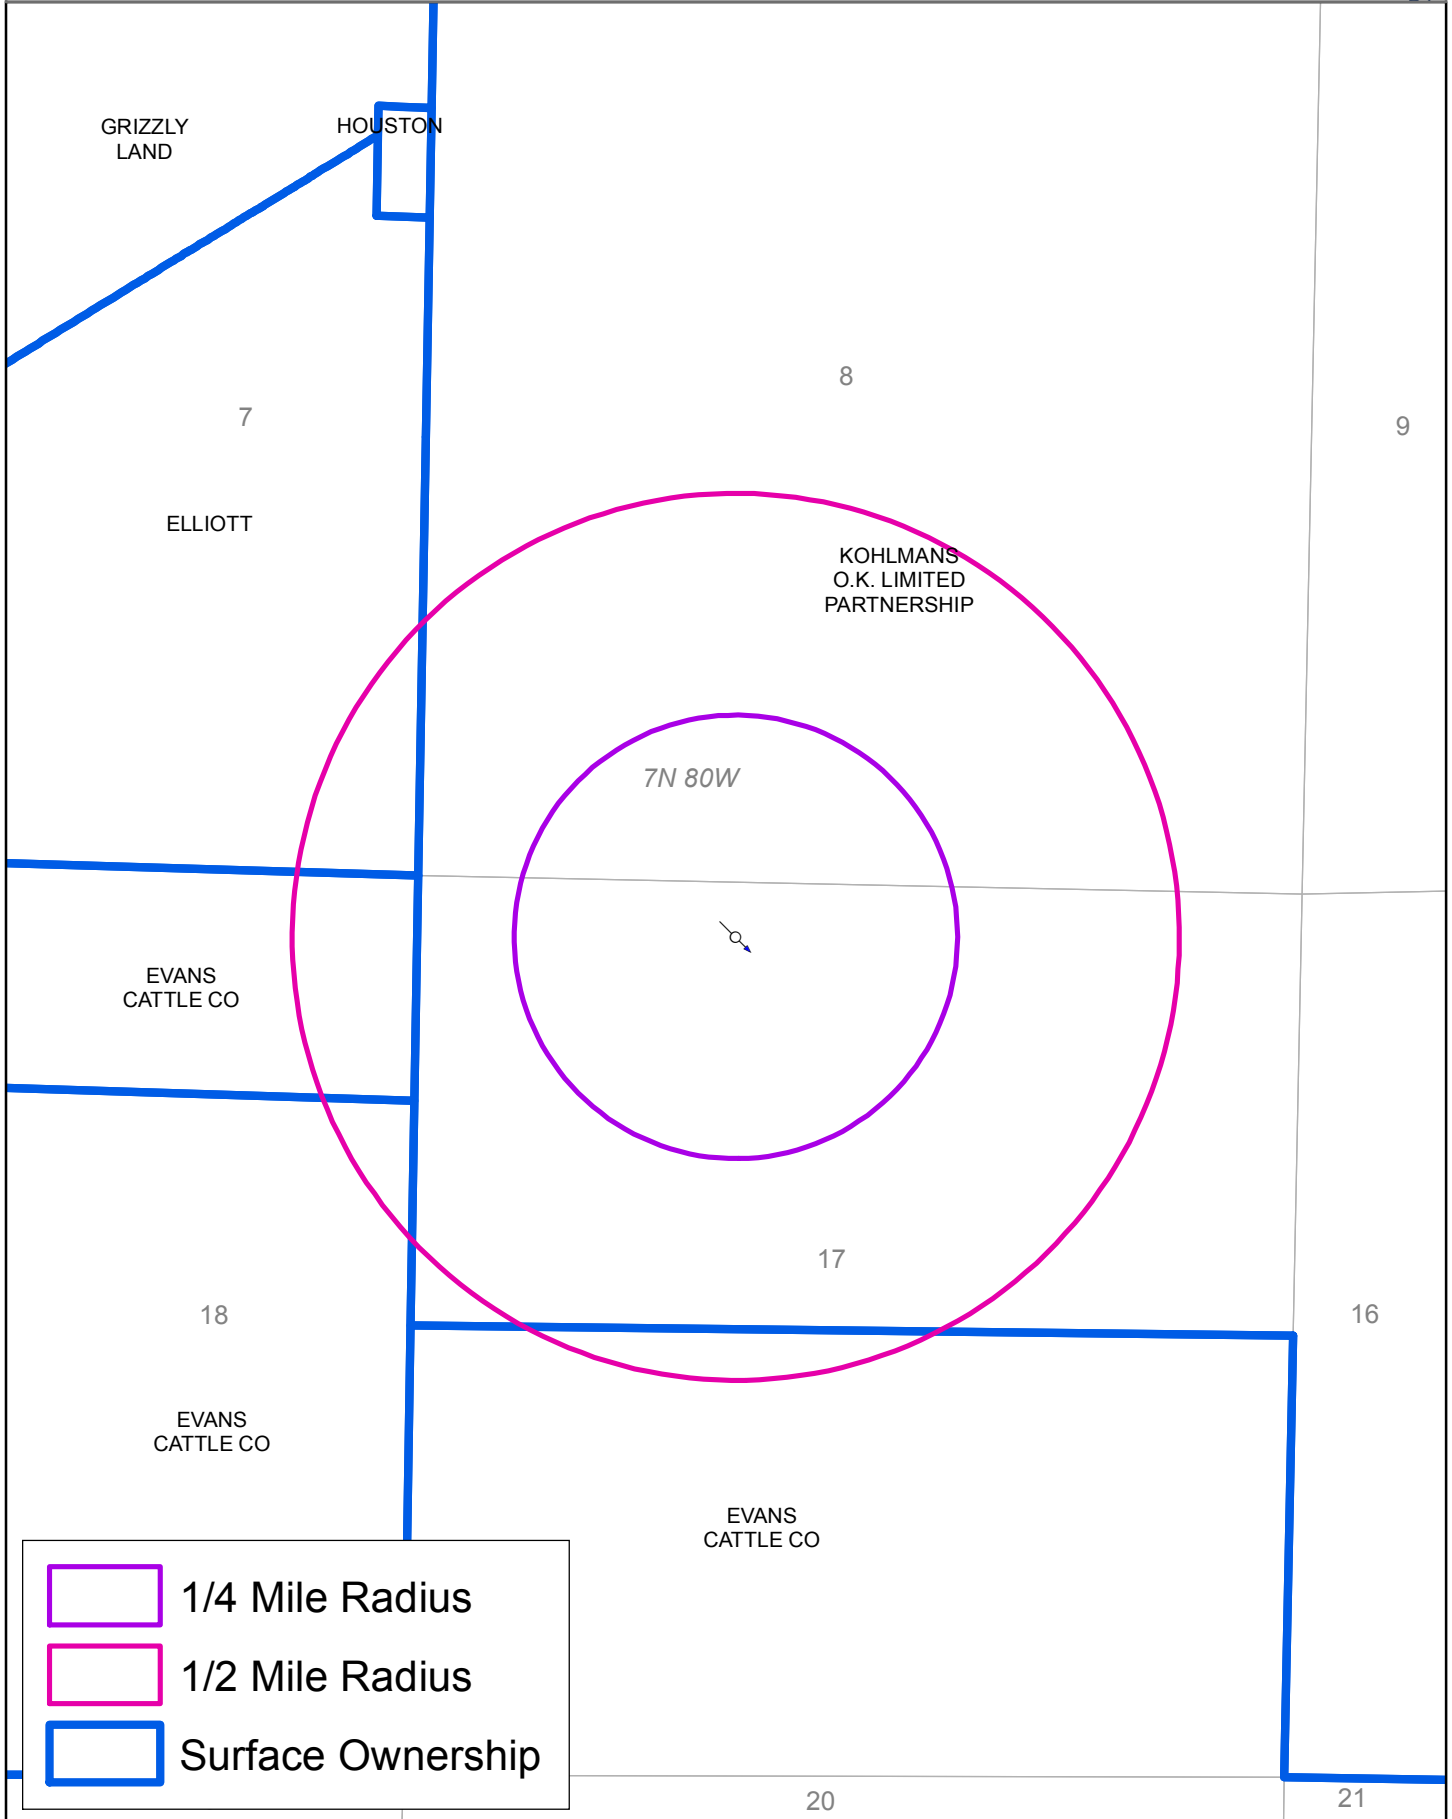 GRIZZLY
LAND
HOUSTON
8
7
9
ELLIOTT
KOHLMANS
O.K. LIMITED
PARTNERSHIP
7N 80W
EVANS
CATTLE CO
17
18
16
EVANS
CATTLE CO
EVANS
CATTLE CO
1/4 Mile Radius
1/2 Mile Radius
Surface Ownership
20
21